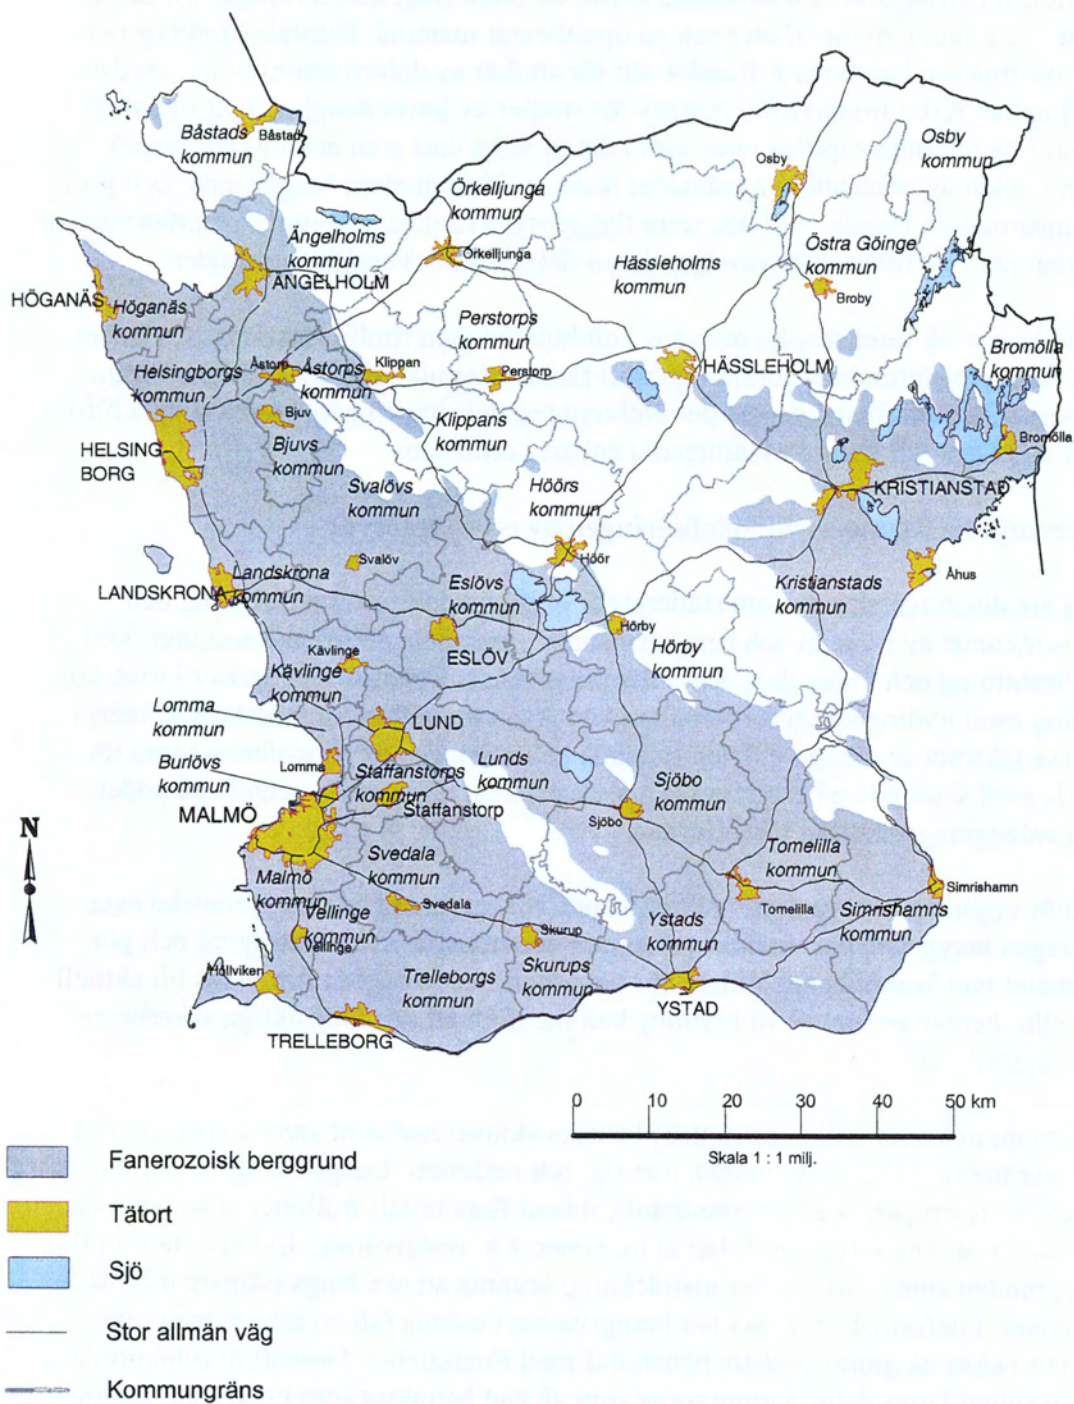 Båstads
kommun
Båstad
Osby
kommun
Osby
Örkelljunga
kommun
Örkelljunga
Ängelholms
kommun
ÄNGELHOLM
Hässleholms
kommun
Östra Göinge
kommun
Broby
HÖGANÄS
Höganäs
kommun
Perstorps
kommun
Perstorp
Bromölla
kommun
Bromölla
Helsingborgs
kommun
Åstorp
Åstorps
kommun
Klippan
HÄSSLEHOLM
Bjuv
Bjuvs
kommun
Klippans
kommun
HELSING
BORG
Svalövs
kommun
Höörs
kommun
KRISTIANSTAD
Höör
Svalöv
LANDSKRONA
Landskrona
kommun
Eslövs
kommun
Kristianstads
kommun
Åhus
Hörby
Hörby
kommun
ESLÖV
Kävlinge
Kävlinge
kommun
Lomma
kommun
LUND
Burlövs
kommun
Lomma
Staffanstorps
kommun
Staffanstorp
Lunds
kommun
Sjöbo
kommun
Sjöbo
MALMÖ
N
Svedala
kommun
Tomelilla
kommun
Malmö
kommun
Svedala
Tomelilla
Simrishamn
Simrishamns
kommun
Vellinge
kommun
Vellinge
Skurup
Ystads
kommun
Höllviken
Trelleborgs
kommun
Skurups
kommun
YSTAD
TRELLEBORG
0 10 20 30 40 50 km
Skala 1 : 1 milj.
Fanerozoisk berggrund
Tätort
Sjö
Stor allmän väg
Kommungräns